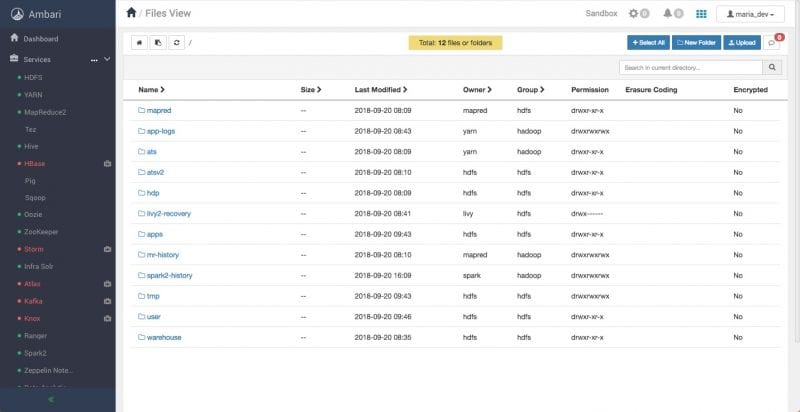 Ambari
Dashboard
Services ...
HDFS
YARN
MapReduce2
Tez
Hive
HBase
Pig
Sqoop
Oozie
ZooKeeper
Storm
Infra Solr
Atlas
Kafka
Knox
Ranger
Spark2
Zeppelin Note...
/ Files View
Sandbox 0 0 maria_dev
/ Total: 12 files or folders Select All New Folder Upload 0
Search in current directory...
Name Size Last Modified Owner Group Permission Erasure Coding Encrypted
mapred -- 2018-09-20 08:09 mapred hdfs drwxr-xr-x No
app-logs -- 2018-09-20 08:43 yarn hadoop drwxrwxrwx No
ats -- 2018-09-20 08:09 yarn hadoop drwxr-xr-x No
atsv2 -- 2018-09-20 08:10 hdfs hdfs drwxr-xr-x No
hdp -- 2018-09-20 08:09 hdfs hdfs drwxr-xr-x No
livy2-recovery -- 2018-09-20 08:41 livy hdfs drwx------ No
apps -- 2018-09-20 09:43 hdfs hdfs drwxr-xr-x No
mr-history -- 2018-09-20 08:10 mapred hadoop drwxrwxrwx No
spark2-history -- 2018-09-20 16:09 spark hadoop drwxrwxrwx No
tmp -- 2018-09-20 09:43 hdfs hdfs drwxrwxrwx No
user -- 2018-09-20 09:46 hdfs hdfs drwxr-xr-x No
warehouse -- 2018-09-20 08:35 hdfs hdfs drwxr-xr-x No